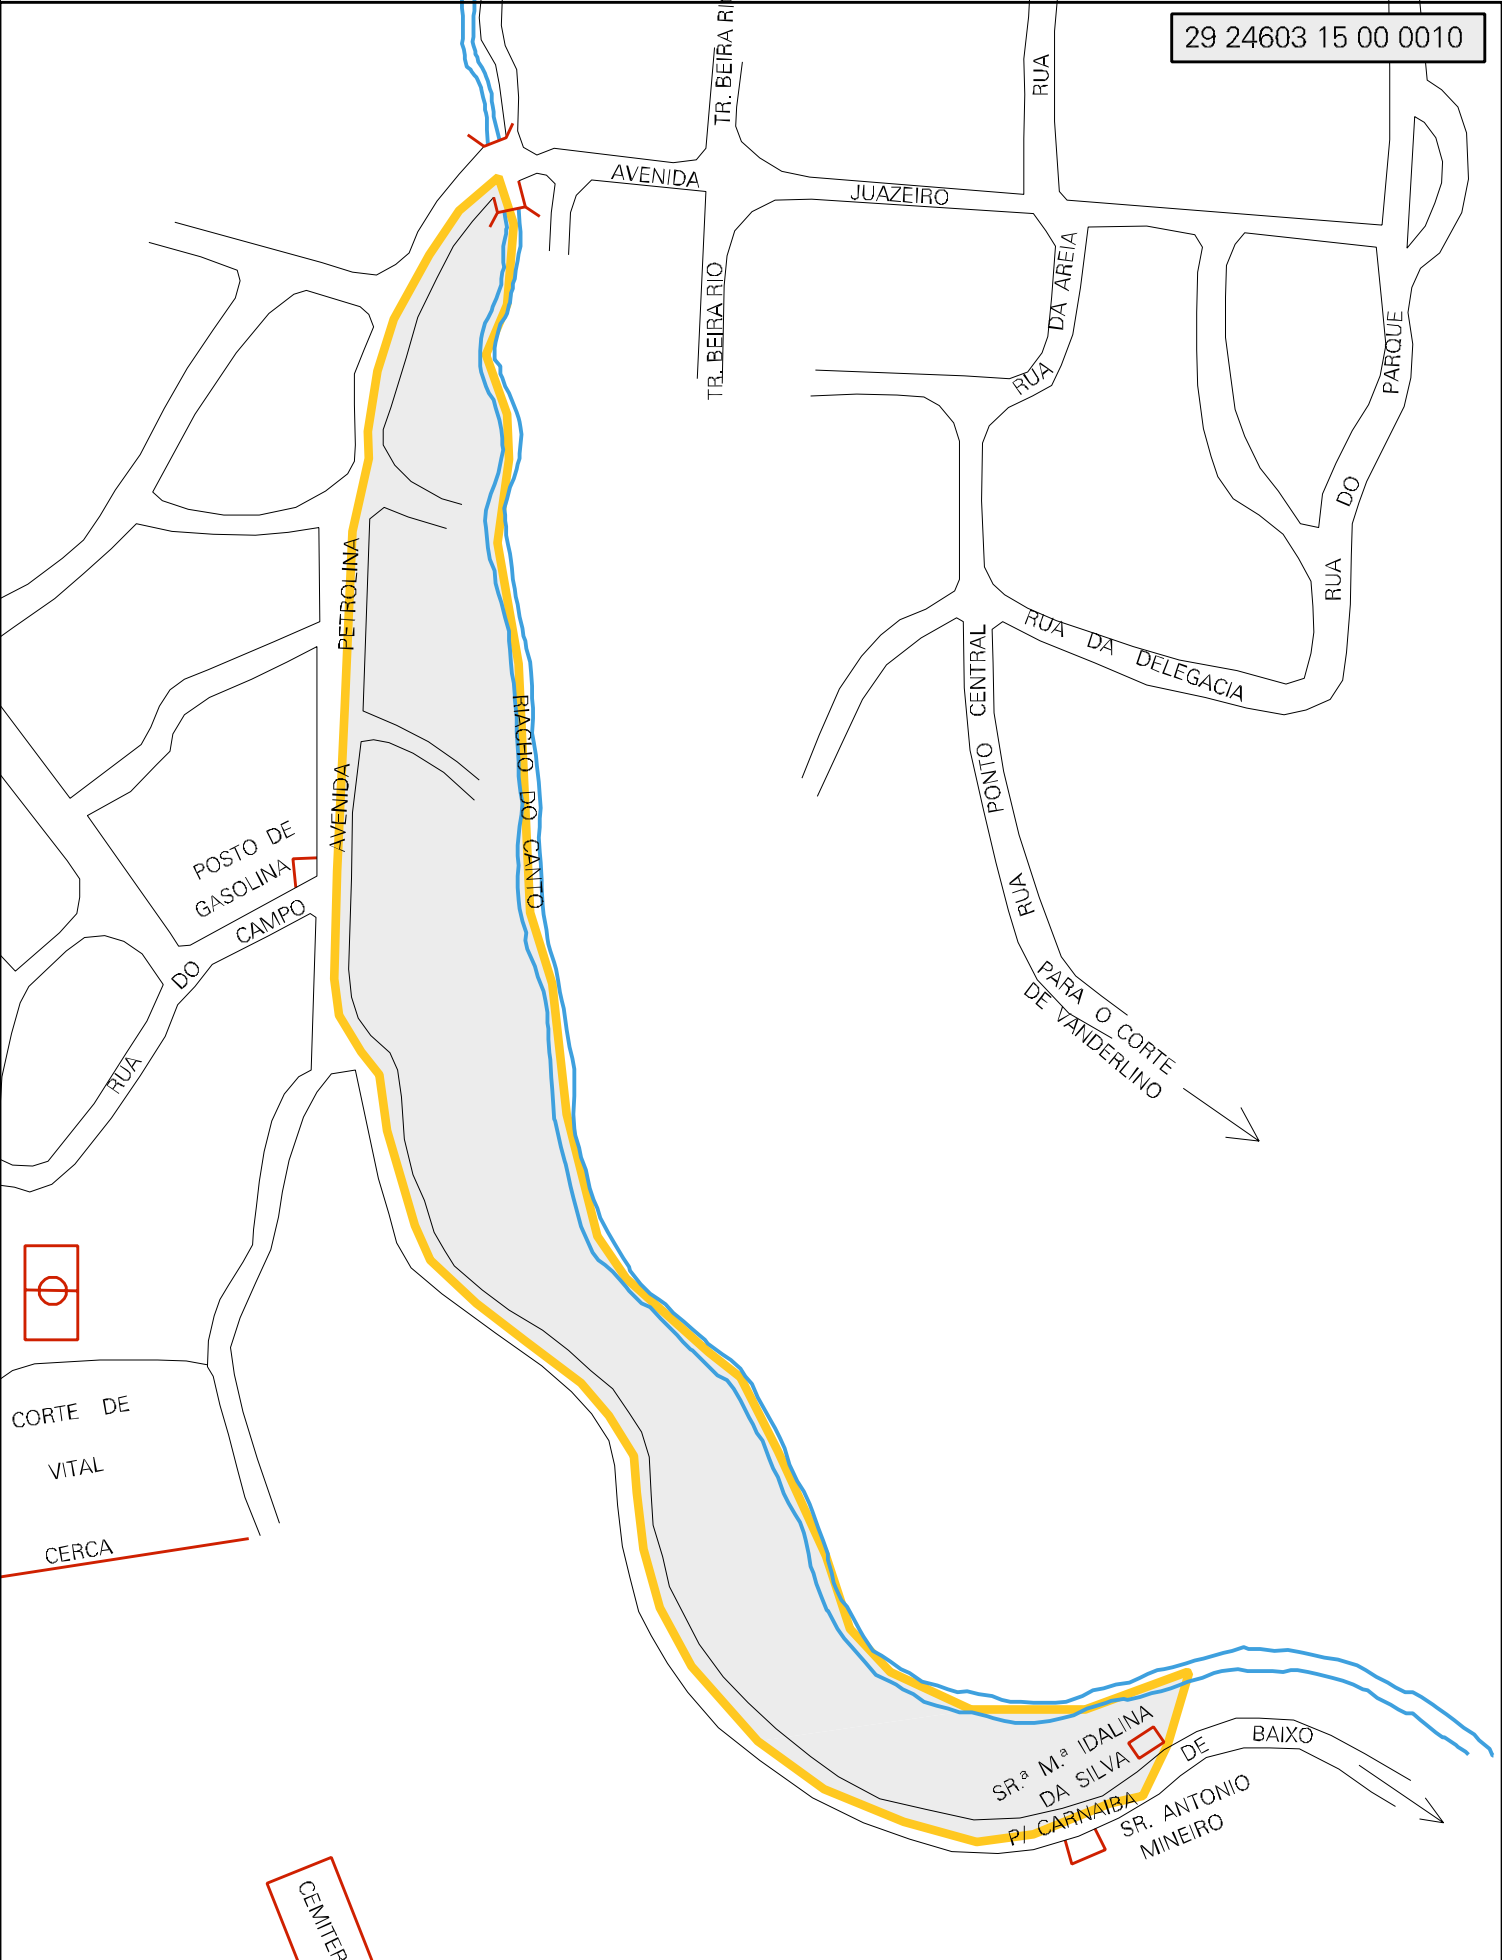 29 24603 15 00 0010
TR. BEIRA RI
RUA
AVENIDA JUAZEIRO
TR. BEIRA RIO
RUA DA AREIA
RUA DO PARQUE
AVENIDA PETROLINA
RUA DA DELEGACIA
RUA PONTO CENTRAL
RIACHO DO CANTO
POSTO DE
GASOLINA
RUA DO CAMPO
PARA O CORTE
DE VANDERLINO
CORTE DE
VITAL
CERCA
SR.ª M.ª IDALINA
DA SILVA
P/ CARNAIBA DE BAIXO
SR. ANTONIO
MINEIRO
CEMITER